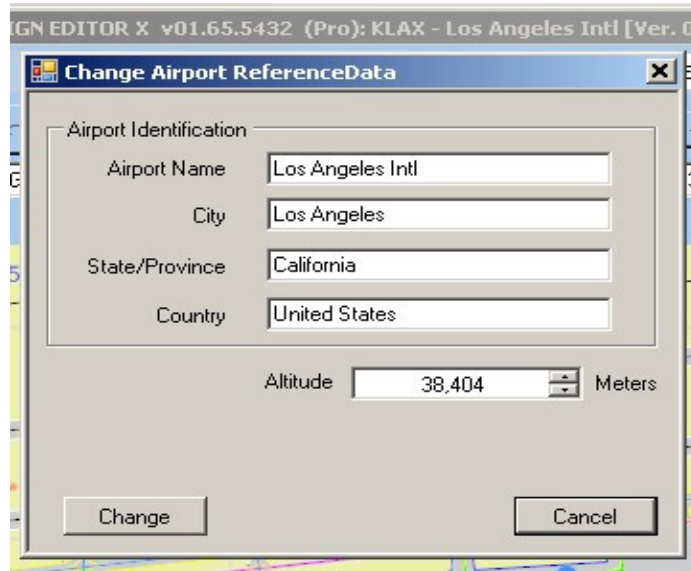 IGN EDITOR X v01.65.5432 (Pro): KLAX - Los Angeles Intl [Ver. 0
Change Airport ReferenceData
Airport Identification
Airport Name Los Angeles Intl
City Los Angeles
State/Province California
Country United States
Altitude 38,404 Meters
Change Cancel